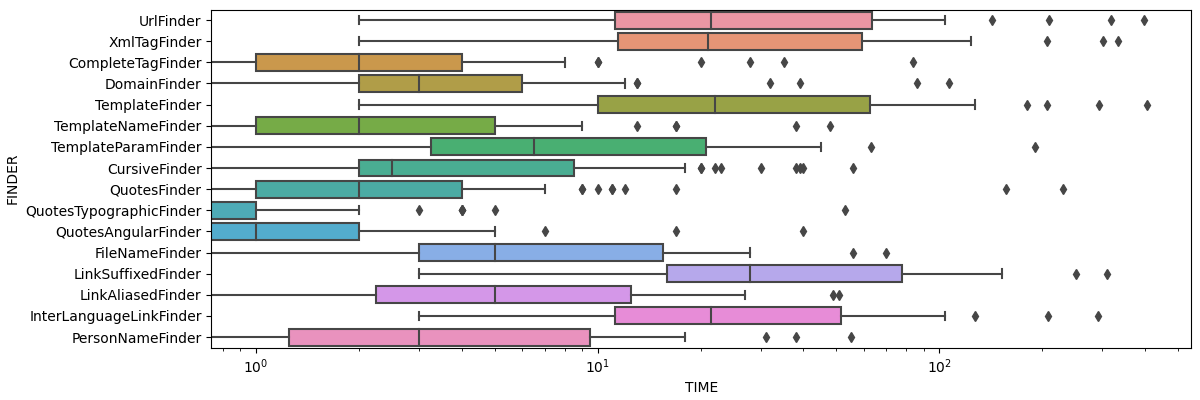 FINDER
UrlFinder
XmlTagFinder
CompleteTagFinder
DomainFinder
TemplateFinder
TemplateNameFinder
TemplateParamFinder
CursiveFinder
QuotesFinder
QuotesTypographicFinder
QuotesAngularFinder
FileNameFinder
LinkSuffixedFinder
LinkAliasedFinder
InterLanguageLinkFinder
PersonNameFinder
10⁰ 10¹ 10²
TIME